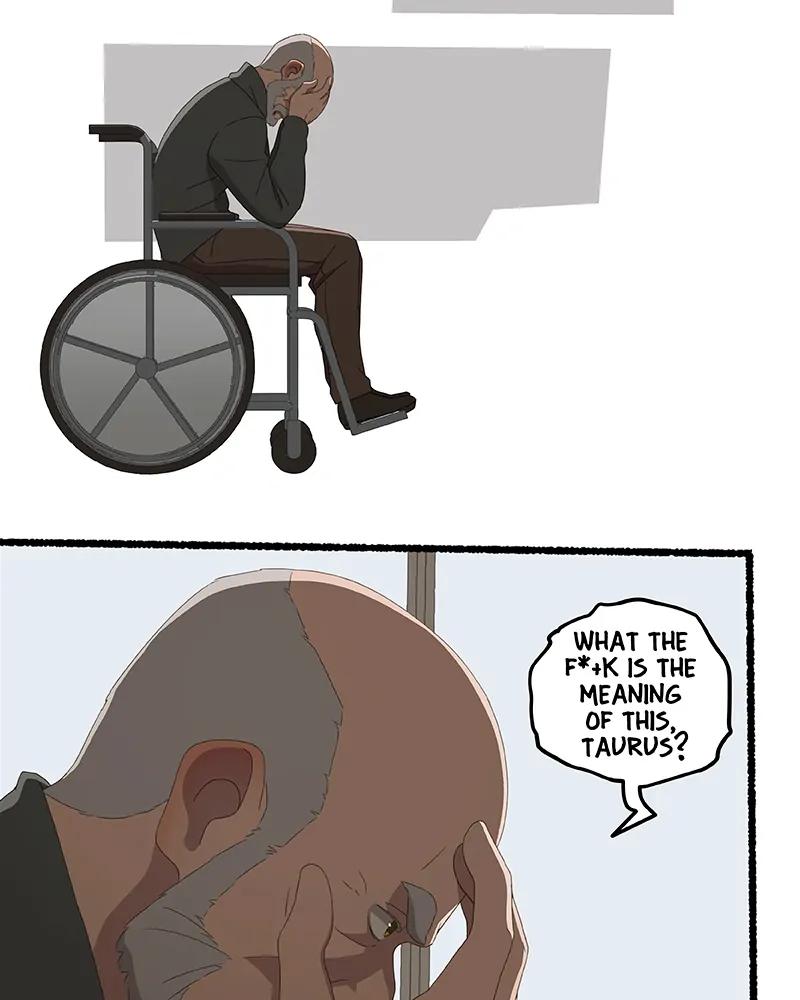 WHAT THE
F*+K IS THE
MEANING
OF THIS,
TAURUS?